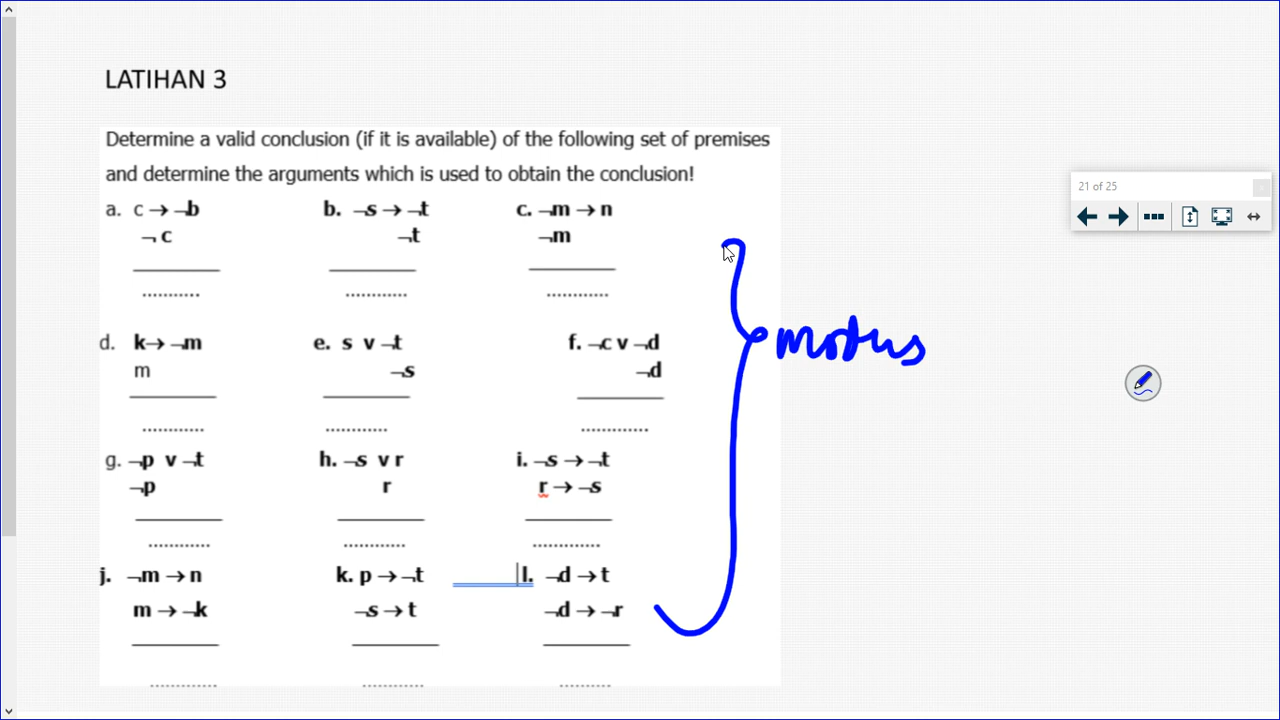 LATIHAN 3
Determine a valid conclusion (if it is available) of the following set of premises
and determine the arguments which is used to obtain the conclusion!
a. c → ¬b b. ¬s → ¬t c. ¬m → n
¬ c ¬t ¬m
........... ............ ............
d. k → ¬m e. s v ¬t f. ¬c v ¬d
m ¬s ¬d
............ ............ .............
g. ¬p v ¬t h. ¬s v r i. ¬s → ¬t
¬p r r → ¬s
............ ............ .............
j. ¬m → n k. p → ¬t l. ¬d → t
m → ¬k ¬s → t ¬d → ¬r
............. ............ ...........
modus
21 of 25